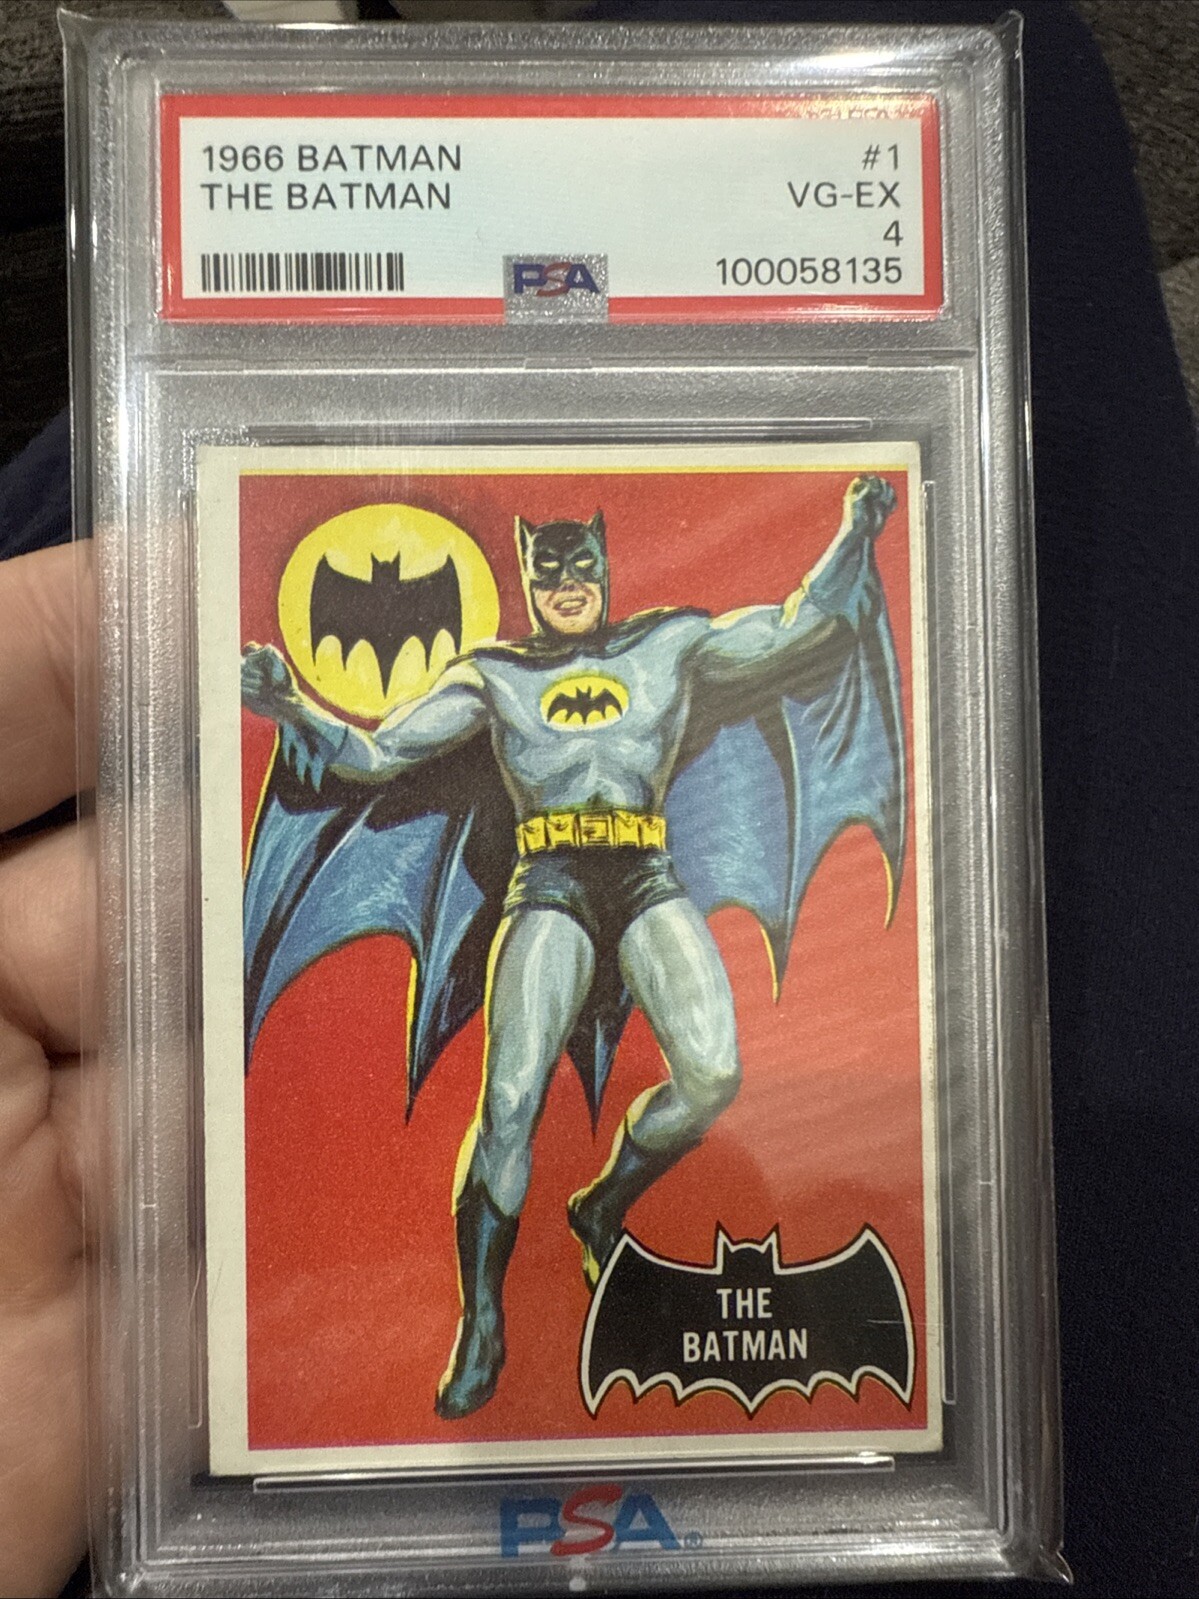 1966 BATMAN #1
THE BATMAN VG-EX
4
PSA 100058135
THE
BATMAN
PSA®